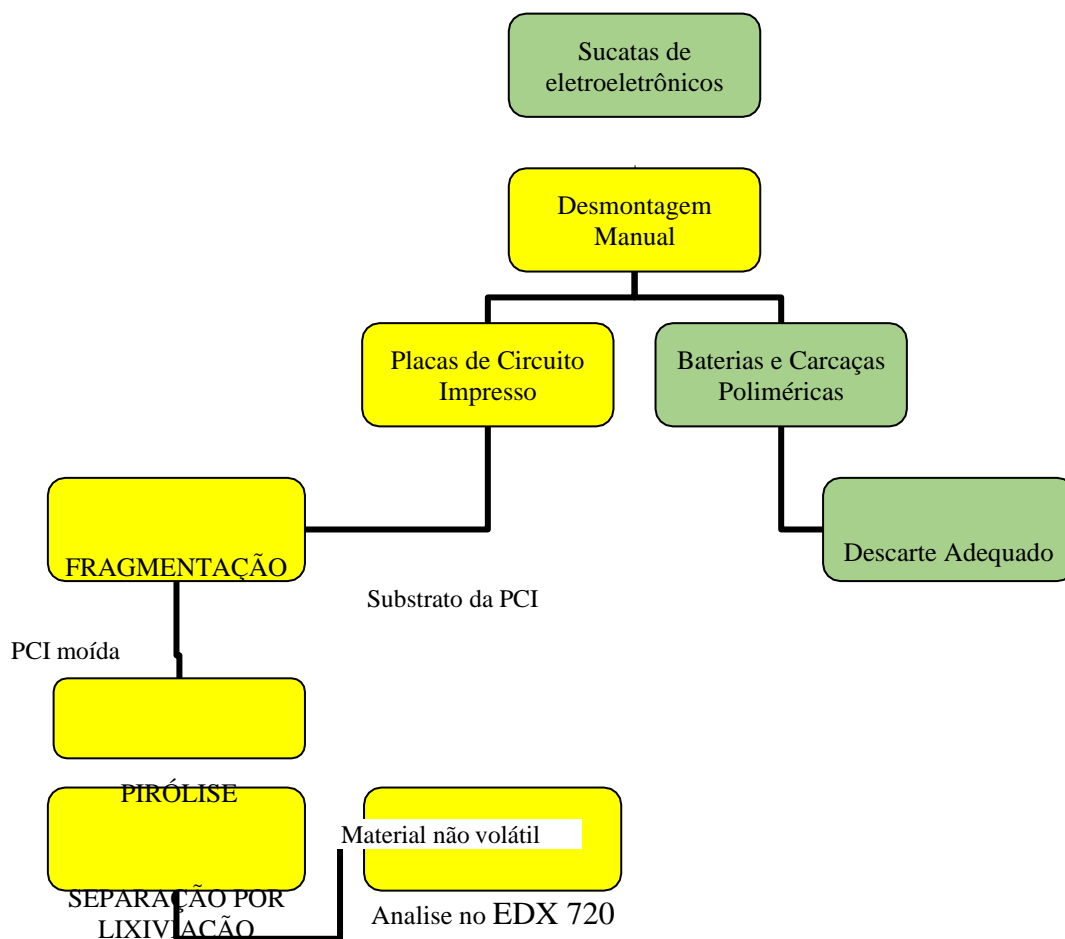 Sucatas de
eletroeletrônicos
Desmontagem
Manual
Placas de Circuito
Impresso
Baterias e Carcaças
Poliméricas
FRAGMENTAÇÃO
Descarte Adequado
Substrato da PCI
PCI moída
PIRÓLISE
Material não volátil
SEPARAÇÃO POR
LIXIVIAÇÃO
Analise no EDX 720